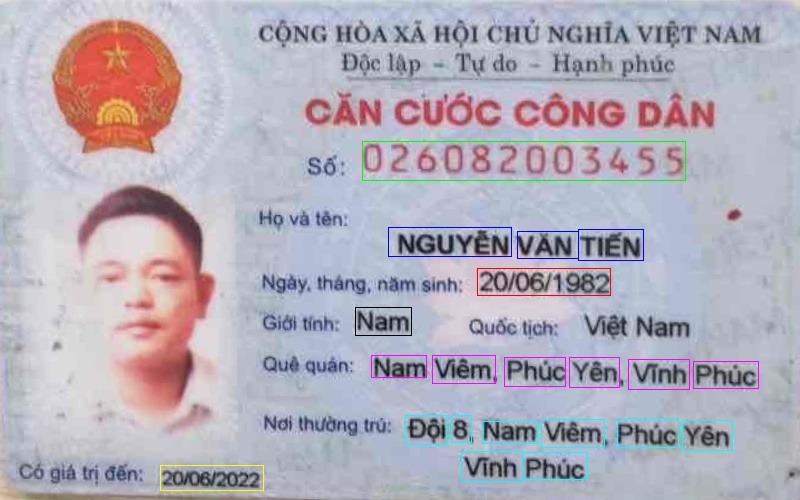 CỘNG HÒA XÃ HỘI CHỦ NGHĨA VIỆT NAM
Độc lập - Tự do - Hạnh phúc
CĂN CƯỚC CÔNG DÂN
Số: 026082003455
Họ và tên:
NGUYỄN VĂN TIẾN
Ngày, tháng, năm sinh: 20/06/1982
Giới tính: Nam Quốc tịch: Việt Nam
Quê quán: Nam Viêm, Phúc Yên, Vĩnh Phúc
Nơi thường trú: Đội 8, Nam Viêm, Phúc Yên
Vĩnh Phúc
Có giá trị đến: 20/06/2022